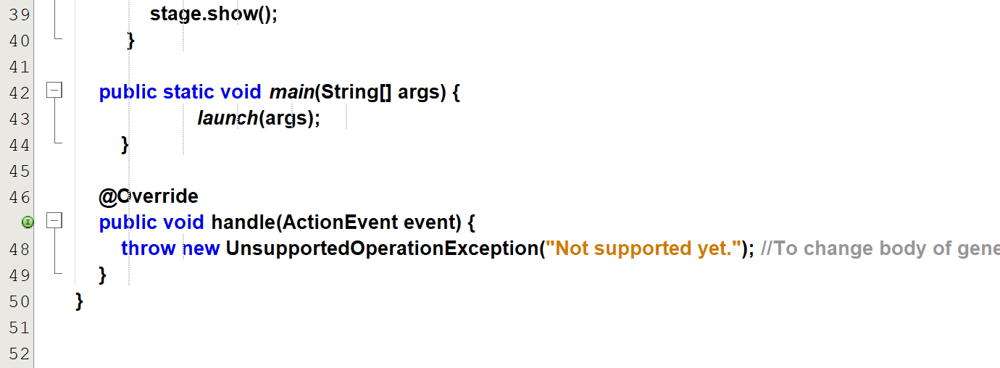 39 stage.show();
40 }
41
42 public static void main(String[] args) {
43 launch(args);
44 }
45
46 @Override
public void handle(ActionEvent event) {
48 throw new UnsupportedOperationException("Not supported yet."); //To change body of gene
49 }
50 }
51
52